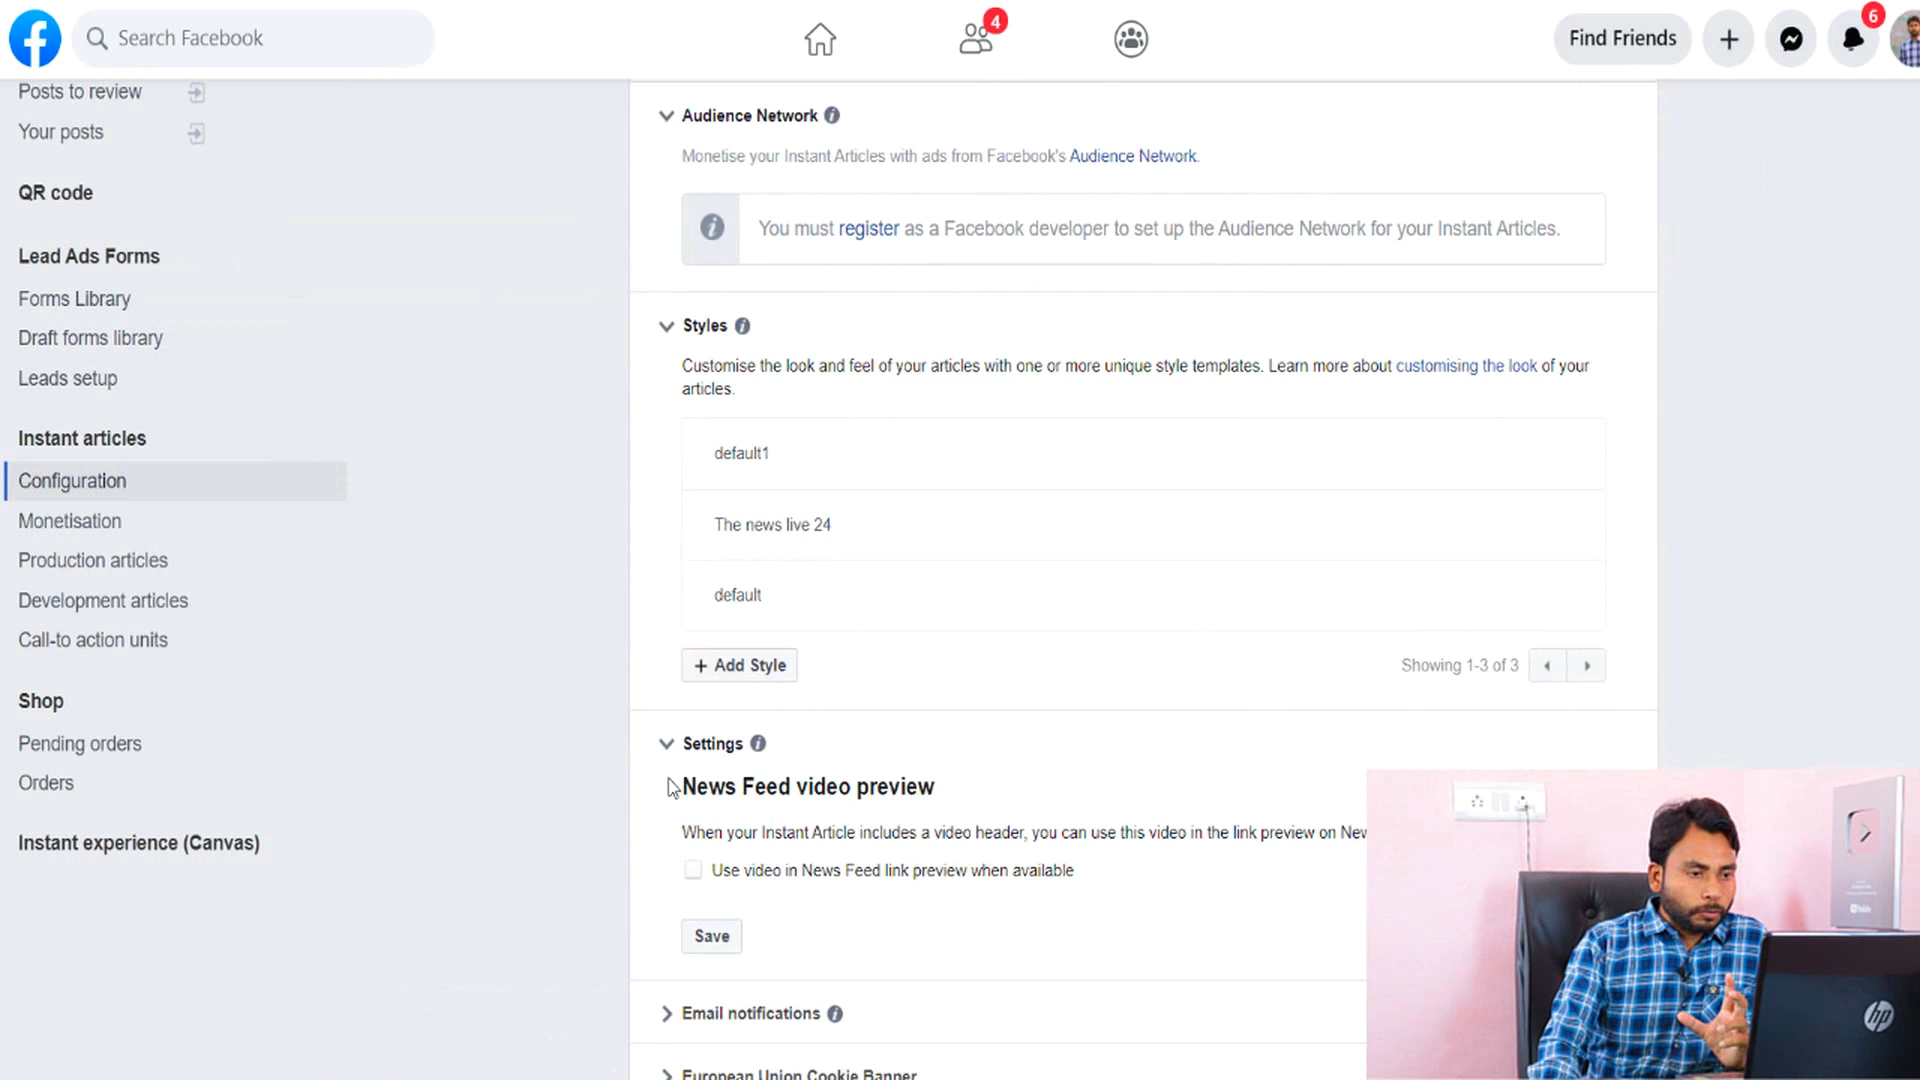 Search Facebook
4
Find Friends
6
Posts to review
Your posts
QR code
Lead Ads Forms
Forms Library
Draft forms library
Leads setup
Instant articles
Configuration
Monetisation
Production articles
Development articles
Call-to action units
Shop
Pending orders
Orders
Instant experience (Canvas)
Audience Network
Monetise your Instant Articles with ads from Facebook's Audience Network.
You must register as a Facebook developer to set up the Audience Network for your Instant Articles.
Styles
Customise the look and feel of your articles with one or more unique style templates. Learn more about customising the look of your
articles.
default1
The news live 24
default
+ Add Style
Showing 1-3 of 3
Settings
News Feed video preview
When your Instant Article includes a video header, you can use this video in the link preview on New
Use video in News Feed link preview when available
Save
Email notifications
European Union Cookie Banner
hp